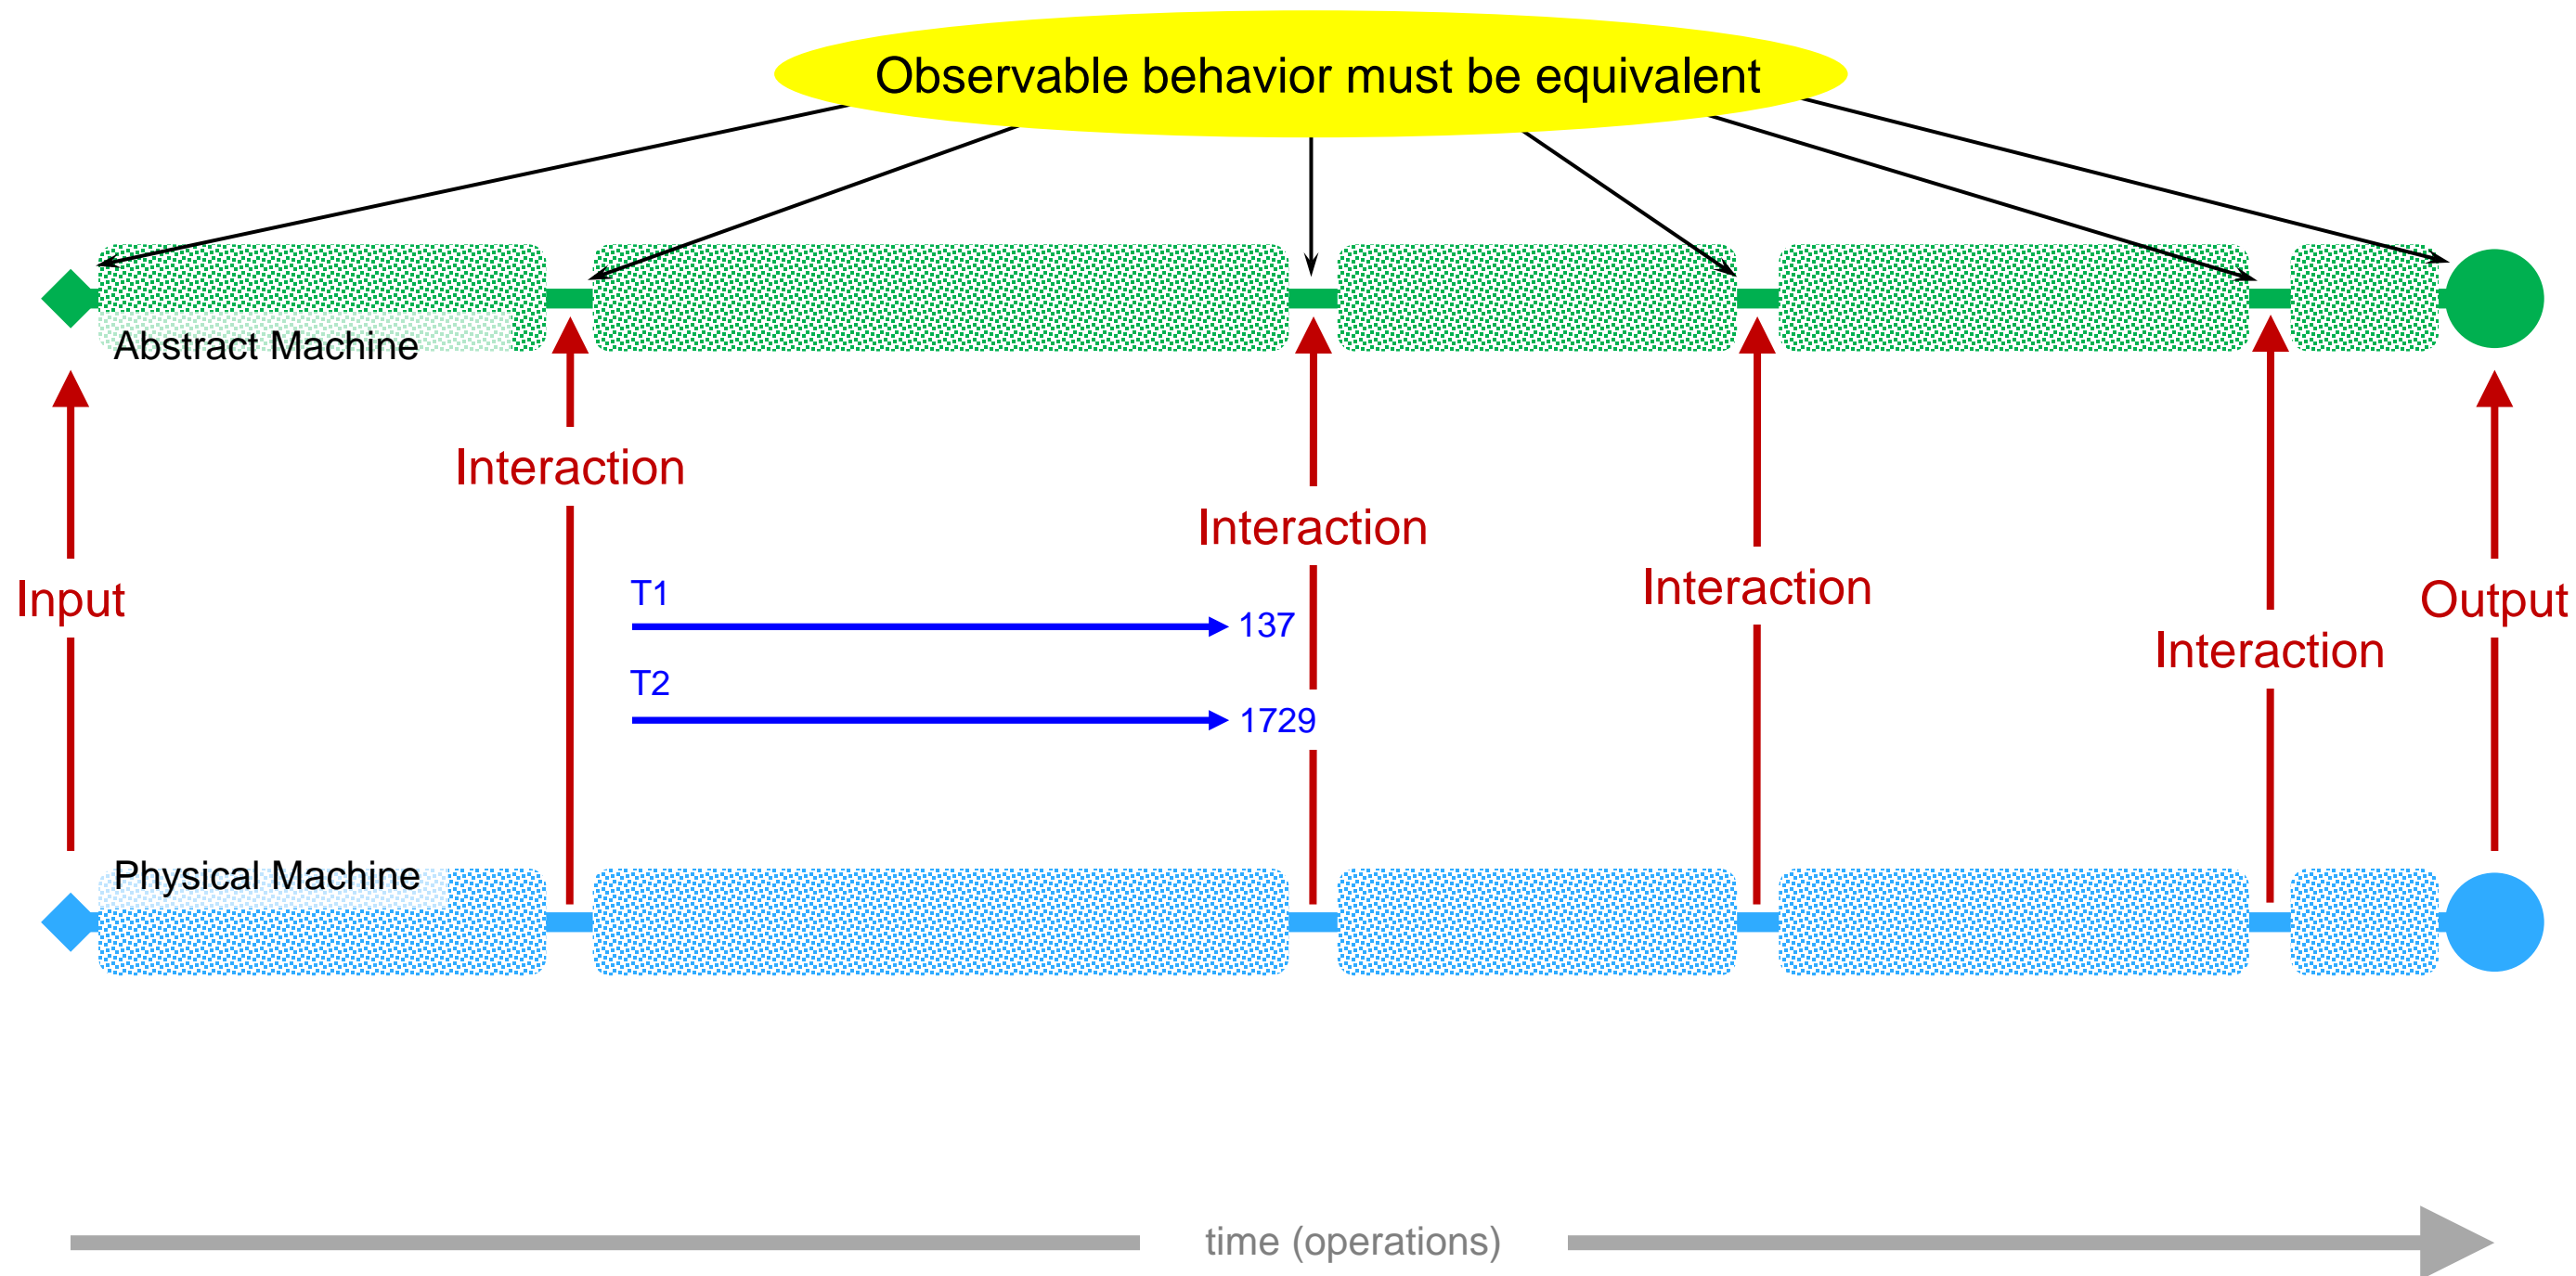 Observable behavior must be equivalent
Abstract Machine
Interaction
Interaction
Interaction
Interaction
Input
Output
T1
137
T2
1729
Physical Machine
time (operations)